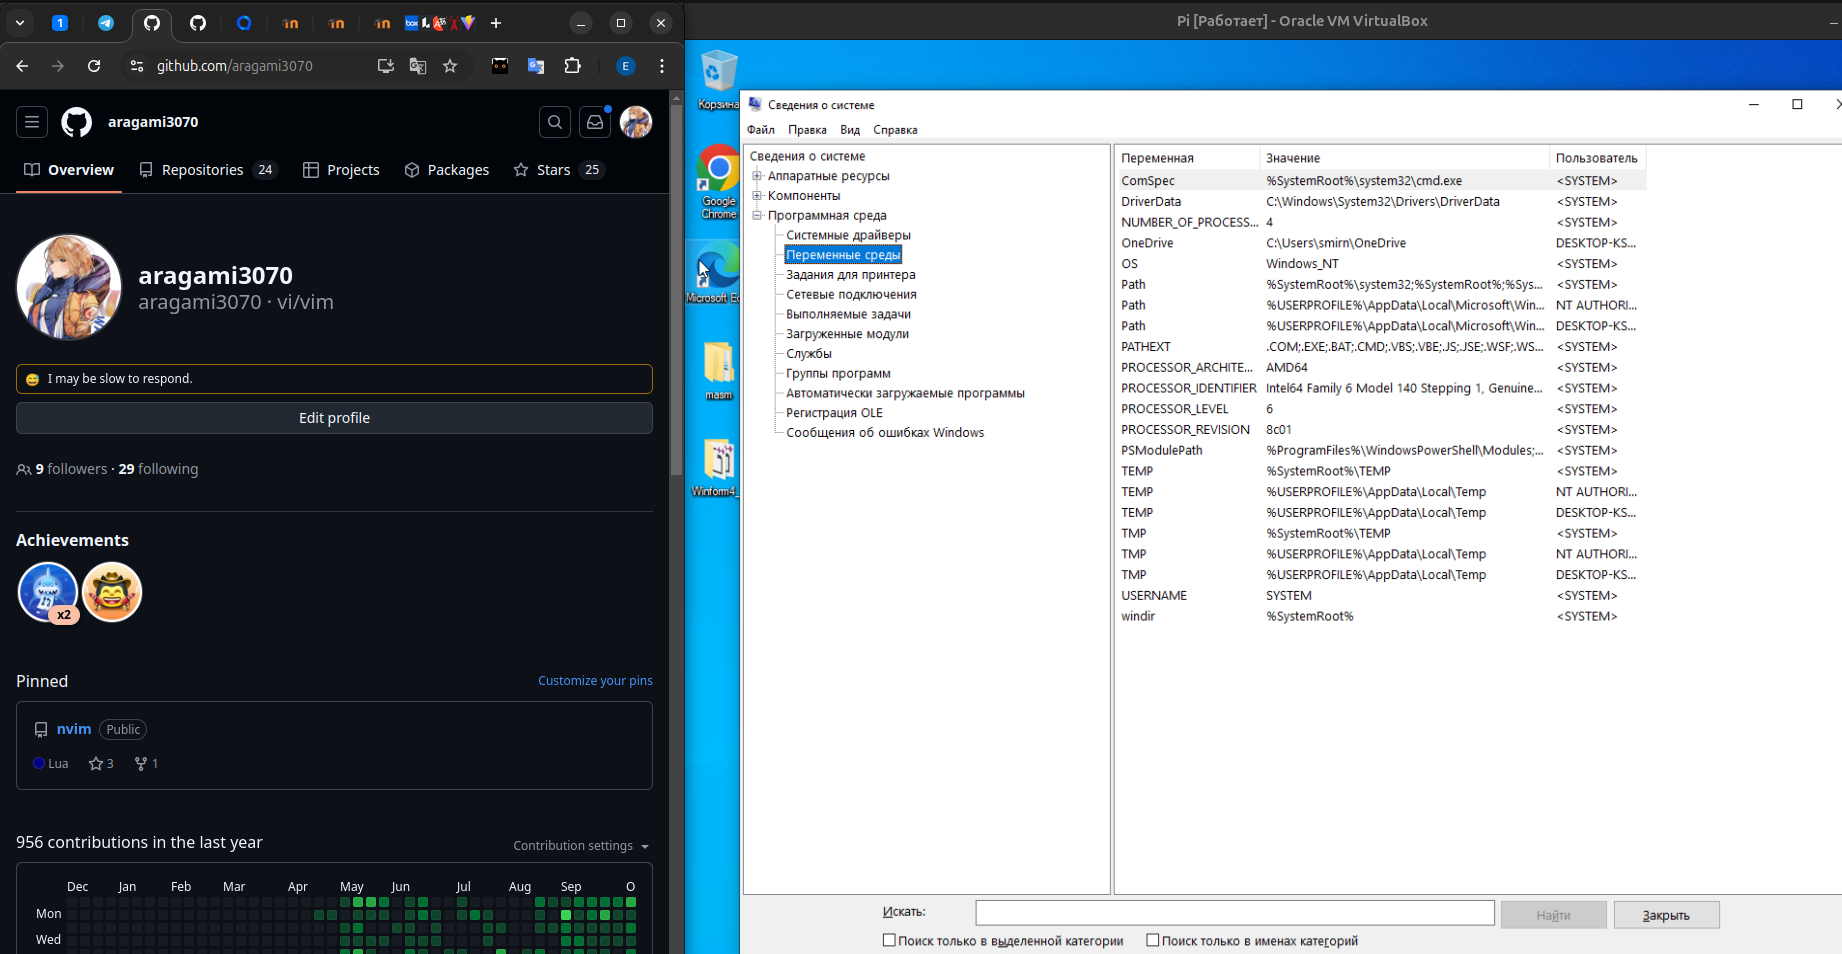 1
Pi [Работает] - Oracle VM VirtualBox
github.com/aragami3070
E
aragami3070
Overview
Repositories 24
Projects
Packages
Stars 25
aragami3070
aragami3070 · vi/vim
I may be slow to respond.
Edit profile
9 followers · 29 following
Achievements
x2
Pinned
Customize your pins
nvim Public
Lua 3 1
956 contributions in the last year
Contribution settings
Dec Jan Feb Mar Apr May Jun Jul Aug Sep O
Mon
Wed
Корзина
Google
Chrome
Microsoft Ed
masm
Winform4_
Сведения о системе
Файл Правка Вид Справка
Сведения о системе
Аппаратные ресурсы
Компоненты
Программная среда
Системные драйверы
Переменные среды
Задания для принтера
Сетевые подключения
Выполняемые задачи
Загруженные модули
Службы
Группы программ
Автоматически загружаемые программы
Регистрация OLE
Сообщения об ошибках Windows
Переменная Значение Пользователь
ComSpec %SystemRoot%\system32\cmd.exe <SYSTEM>
DriverData C:\Windows\System32\Drivers\DriverData <SYSTEM>
NUMBER_OF_PROCESS... 4 <SYSTEM>
OneDrive C:\Users\smirn\OneDrive DESKTOP-KS...
OS Windows_NT <SYSTEM>
Path %SystemRoot%\system32;%SystemRoot%;%Sys... <SYSTEM>
Path %USERPROFILE%\AppData\Local\Microsoft\Win... NT AUTHORI...
Path %USERPROFILE%\AppData\Local\Microsoft\Win... DESKTOP-KS...
PATHEXT .COM;.EXE;.BAT;.CMD;.VBS;.VBE;.JS;.JSE;.WSF;.WS... <SYSTEM>
PROCESSOR_ARCHITE... AMD64 <SYSTEM>
PROCESSOR_IDENTIFIER Intel64 Family 6 Model 140 Stepping 1, Genuine... <SYSTEM>
PROCESSOR_LEVEL 6 <SYSTEM>
PROCESSOR_REVISION 8c01 <SYSTEM>
PSModulePath %ProgramFiles%\WindowsPowerShell\Modules;... <SYSTEM>
TEMP %SystemRoot%\TEMP <SYSTEM>
TEMP %USERPROFILE%\AppData\Local\Temp NT AUTHORI...
TEMP %USERPROFILE%\AppData\Local\Temp DESKTOP-KS...
TMP %SystemRoot%\TEMP <SYSTEM>
TMP %USERPROFILE%\AppData\Local\Temp NT AUTHORI...
TMP %USERPROFILE%\AppData\Local\Temp DESKTOP-KS...
USERNAME SYSTEM <SYSTEM>
windir %SystemRoot% <SYSTEM>
Искать:
Найти
Закрыть
Поиск только в выделенной категории
Поиск только в именах категорий